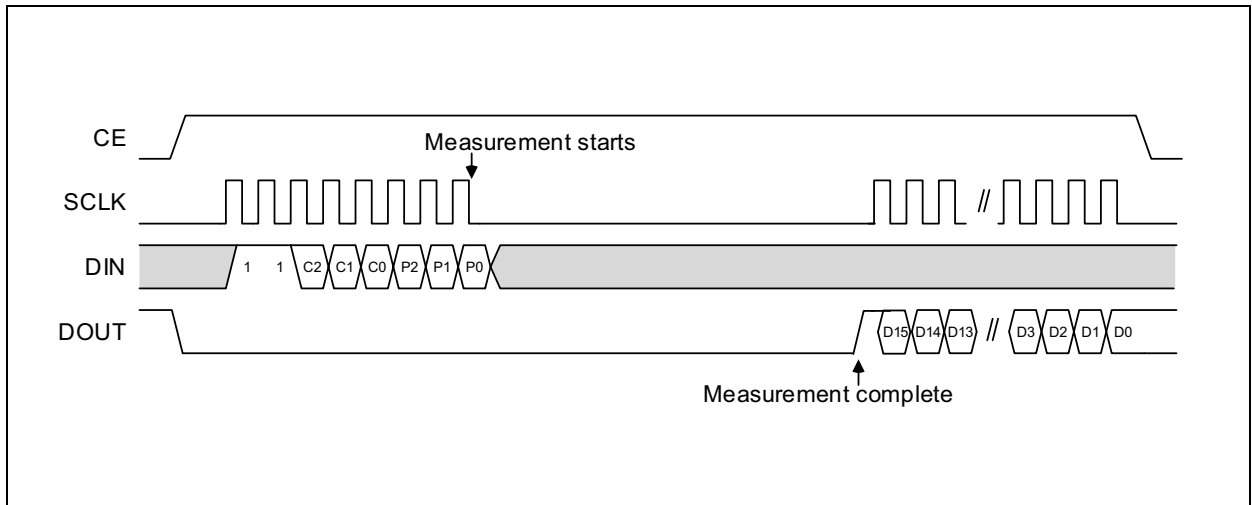 CE
Measurement starts
SCLK
DIN
1 1 C2 C1 C0 P2 P1 P0
DOUT
D15 D14 D13 // D3 D2 D1 D0
Measurement complete